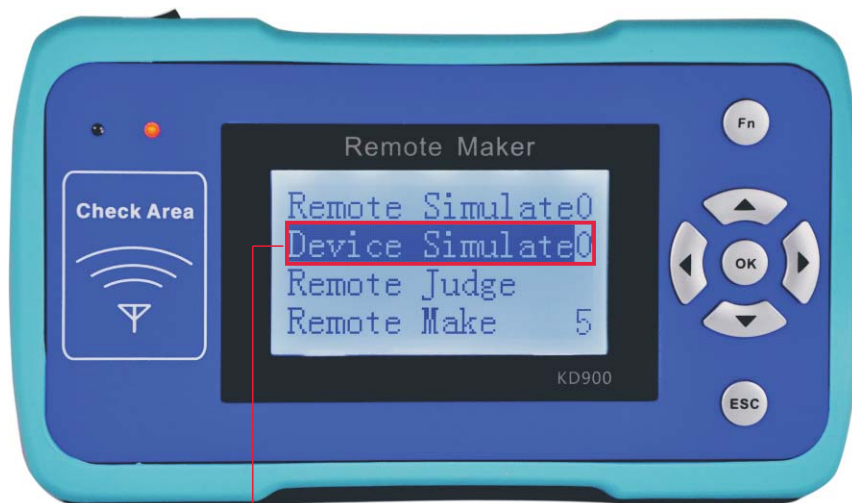 Remote Maker
Check Area
Remote Simulate0
Device Simulate0
Remote Judge
Remote Make 5
KD900
Fn
OK
ESC